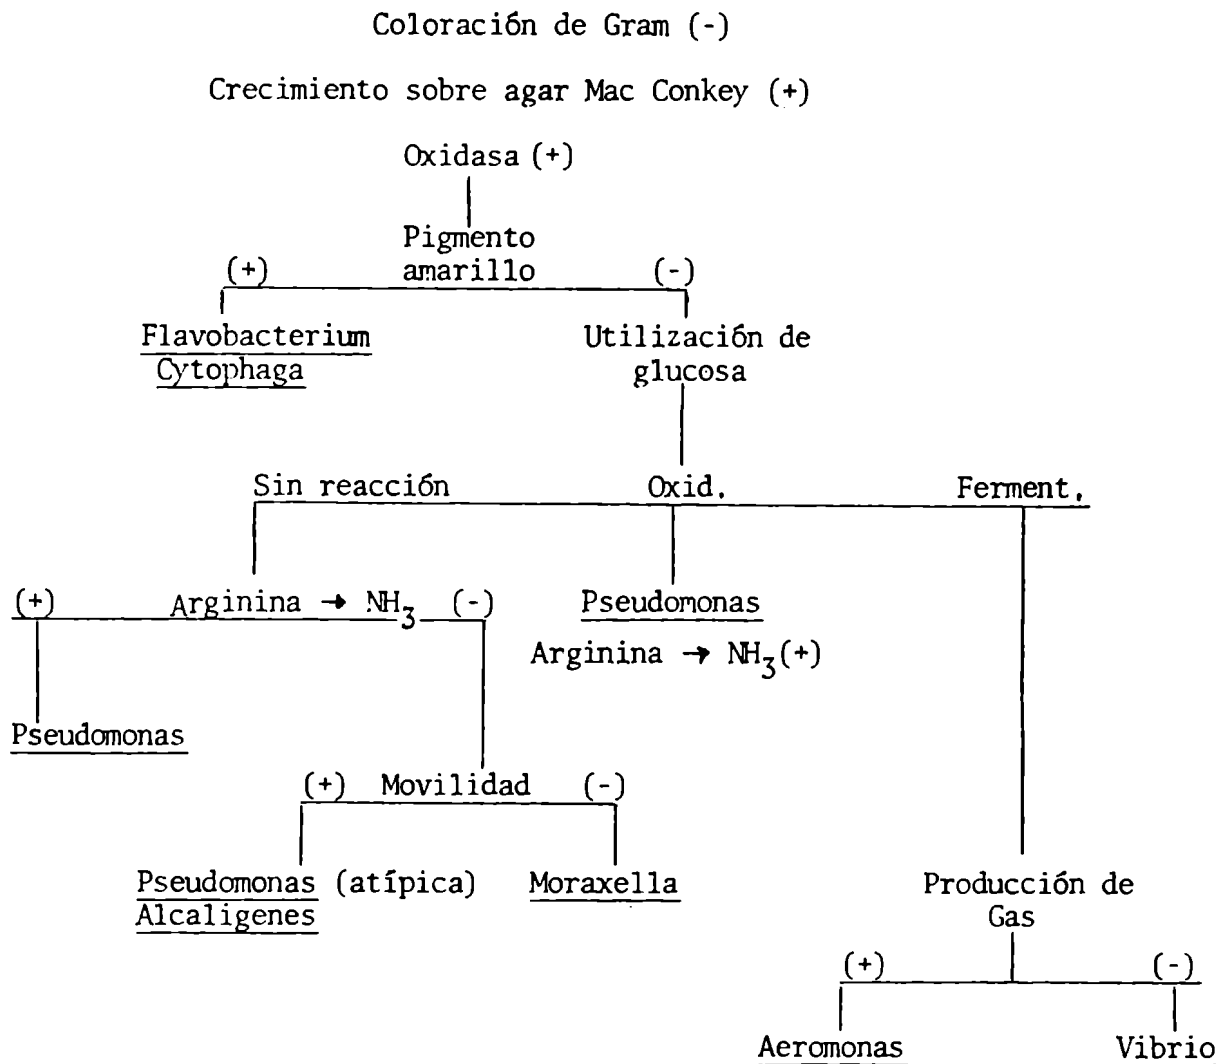 Coloración de Gram (-)
Crecimiento sobre agar Mac Conkey (+)
Oxidasa (+)
Pigmento
(+) amarillo (-)
Flavobacterium
Cytophaga
Utilización de
glucosa
Sin reacción Oxid. Ferment.
(+) Arginina → NH3 (-)
Pseudomonas
Arginina → NH3(+)
Pseudomonas
(+) Movilidad (-)
Pseudomonas (atípica)
Alcaligenes
Moraxella
Producción de
Gas
(+) (-)
Aeromonas Vibrio